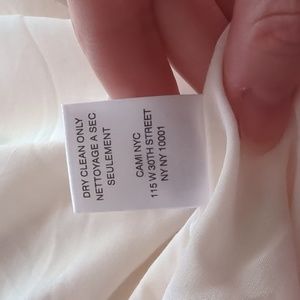 DRY CLEAN ONLY
NETTOYAGE A SEC
SEULEMENT
CAMI NYC
115 W 30TH STREET
NY NY 10001